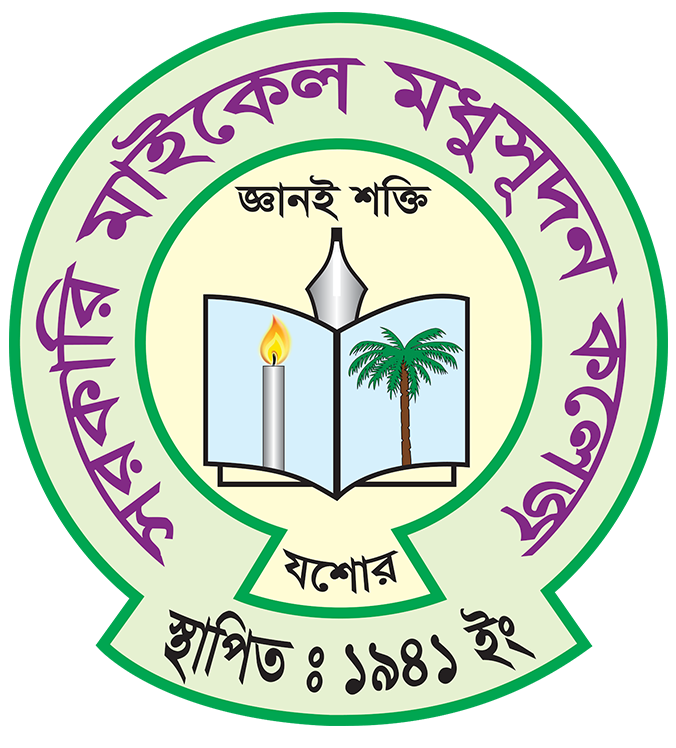 সরকারি মাইকেল মধুসূদন কলেজ
জ্ঞানই শক্তি
যশোর
স্থাপিত ঃ ১৯৪১ ইং